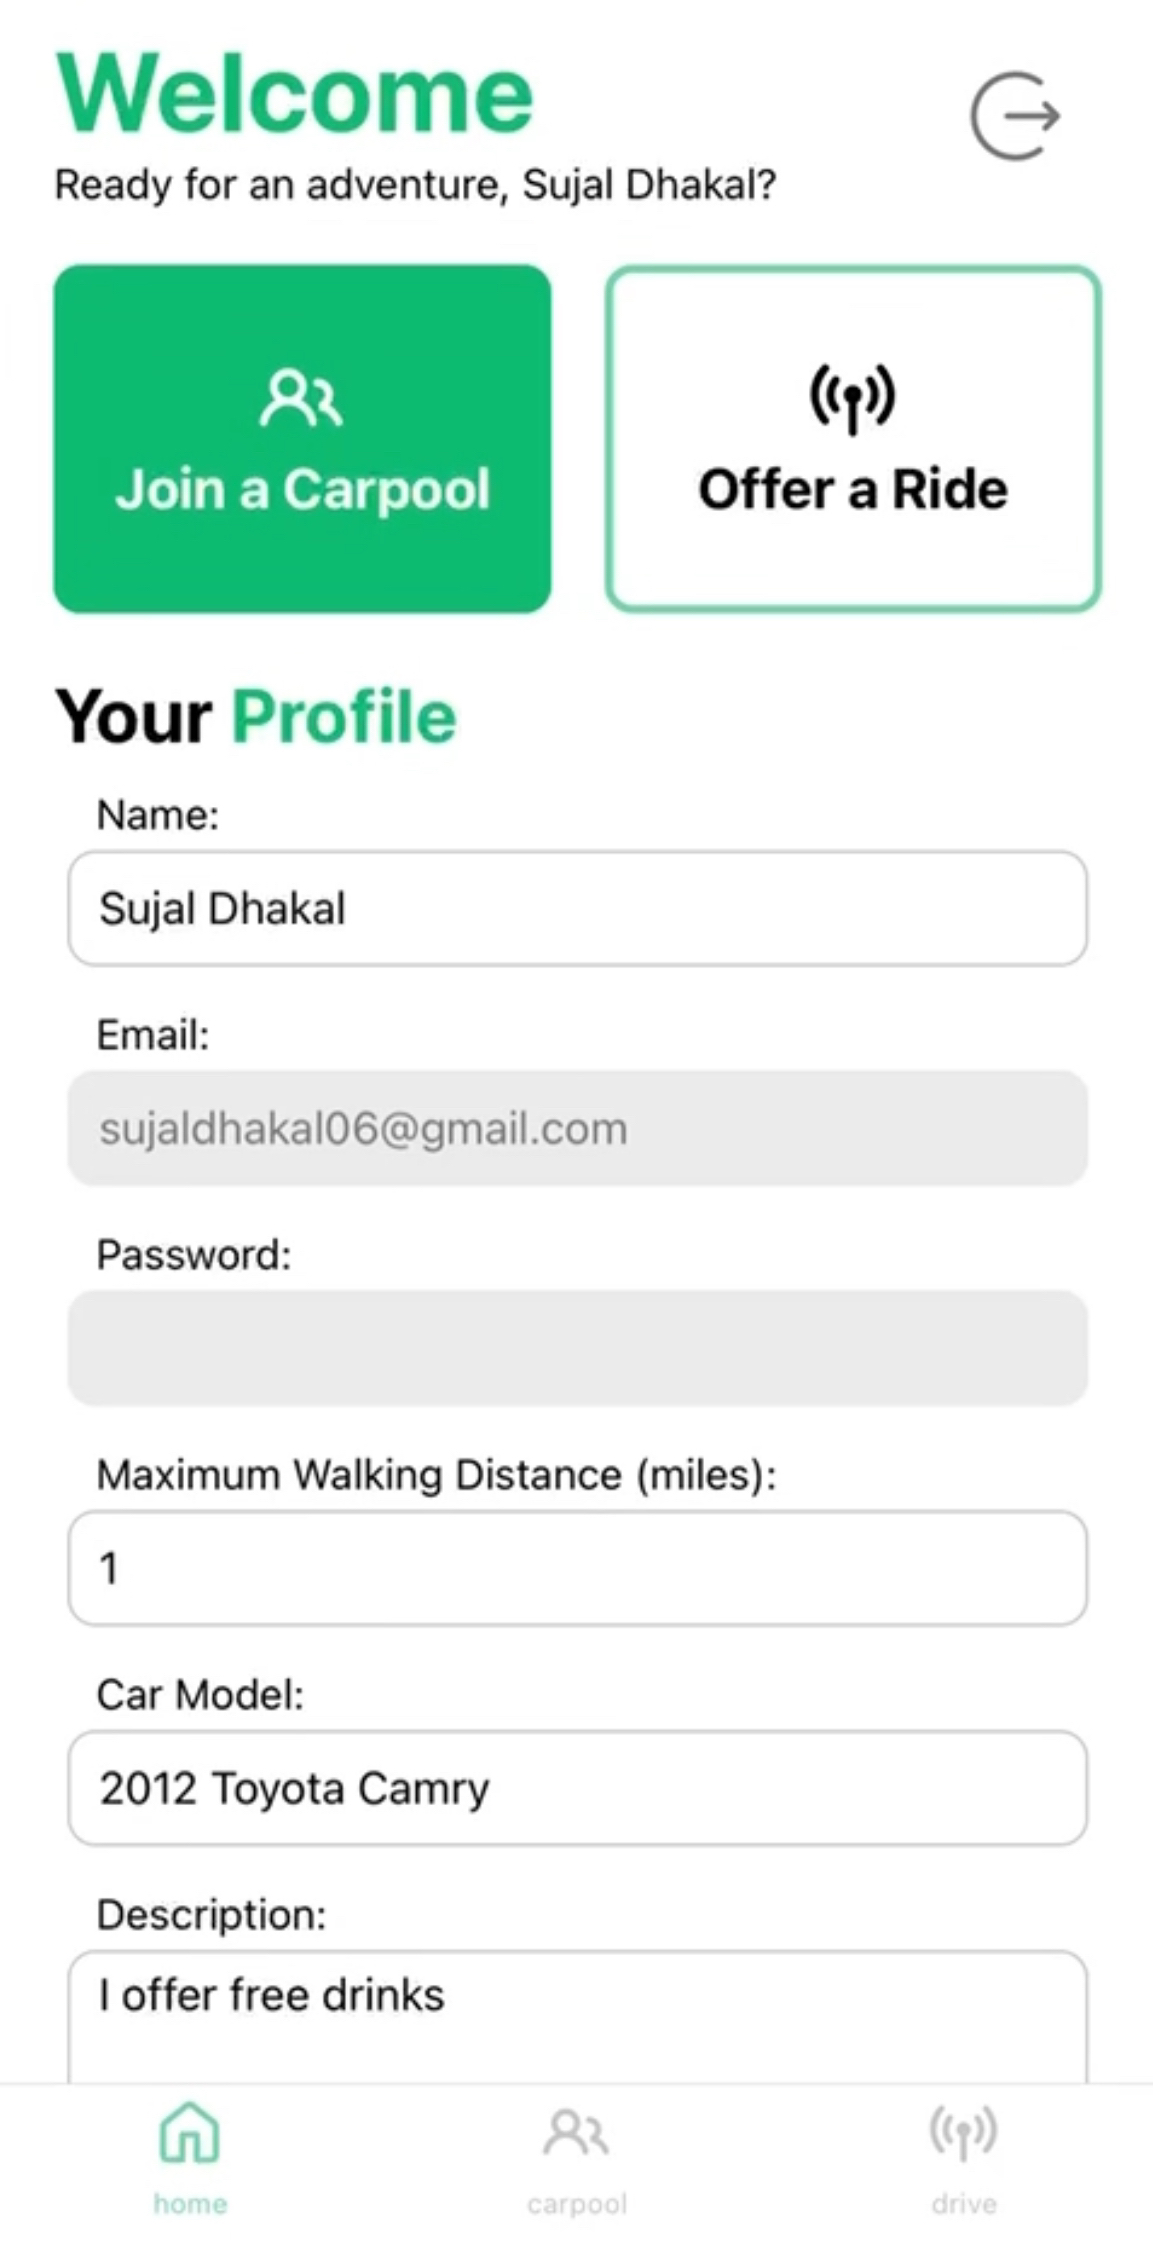 Welcome
Ready for an adventure, Sujal Dhakal?
Join a Carpool
Offer a Ride
Your Profile
Name:
Sujal Dhakal
Email:
sujaldhakal06@gmail.com
Password:
Maximum Walking Distance (miles):
1
Car Model:
2012 Toyota Camry
Description:
I offer free drinks
home
carpool
drive